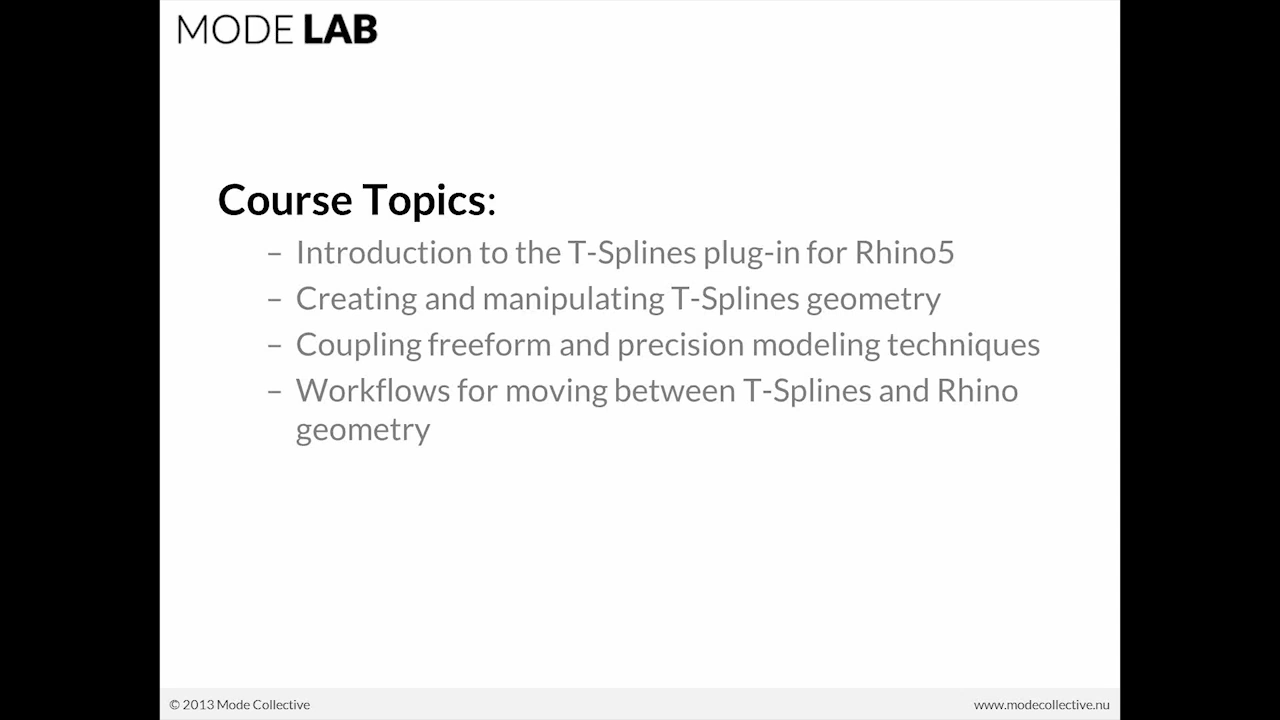 MODE LAB
Course Topics:
– Introduction to the T-Splines plug-in for Rhino5
– Creating and manipulating T-Splines geometry
– Coupling freeform and precision modeling techniques
– Workflows for moving between T-Splines and Rhino
geometry
© 2013 Mode Collective
www.modecollective.nu